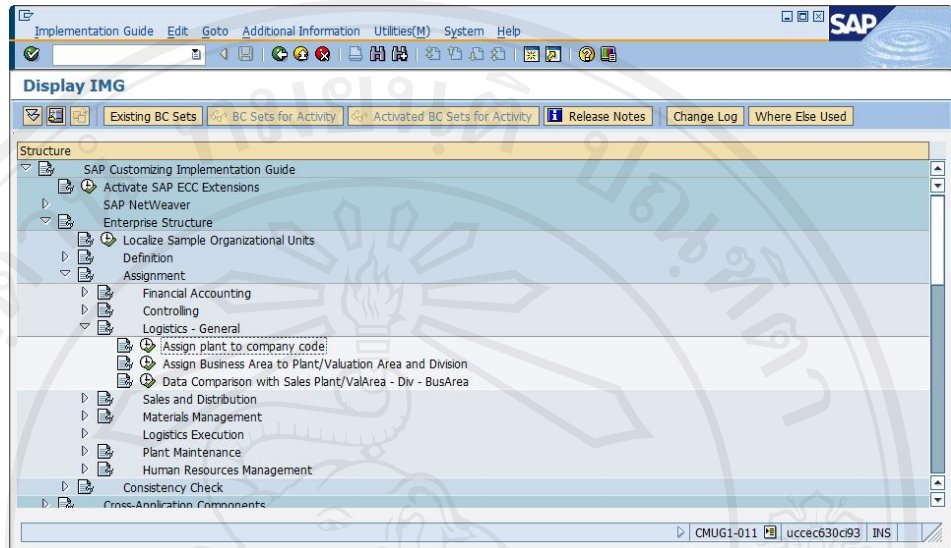 Implementation Guide Edit Goto Additional Information Utilities(M) System Help
SAP
Display IMG
Existing BC Sets BC Sets for Activity Activated BC Sets for Activity Release Notes Change Log Where Else Used
Structure
SAP Customizing Implementation Guide
Activate SAP ECC Extensions
SAP NetWeaver
Enterprise Structure
Localize Sample Organizational Units
Definition
Assignment
Financial Accounting
Controlling
Logistics - General
Assign plant to company code
Assign Business Area to Plant/Valuation Area and Division
Data Comparison with Sales Plant/ValArea - Div - BusArea
Sales and Distribution
Materials Management
Logistics Execution
Plant Maintenance
Human Resources Management
Consistency Check
Cross-Application Components
CMUG1-011 uccec630ci93 INS